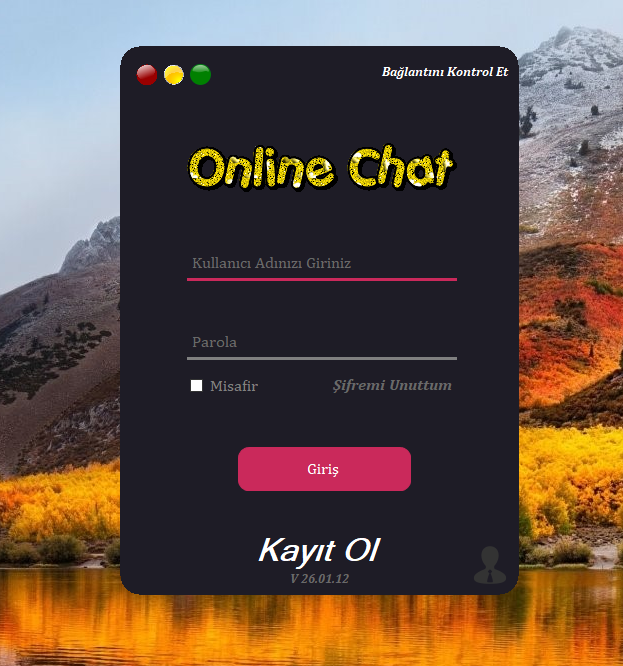 Bağlantını Kontrol Et
Online Chat
Kullanıcı Adınızı Giriniz
Parola
Misafir
Şifremi Unuttum
Giriş
Kayıt Ol
V 26.01.12